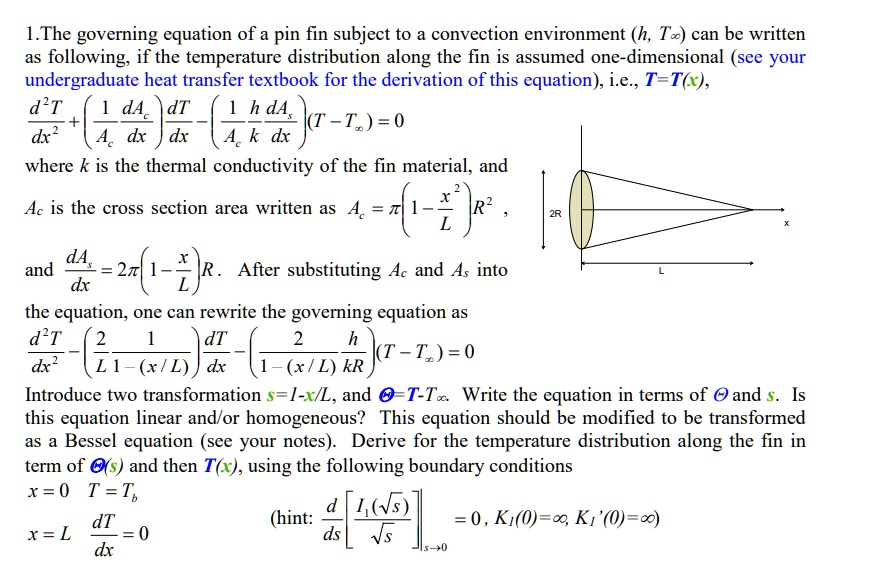 1.The governing equation of a pin fin subject to a convection environment (h, T∞) can be written
as following, if the temperature distribution along the fin is assumed one-dimensional (see your
undergraduate heat transfer textbook for the derivation of this equation), i.e., T=T(x),
d²T/dx² + (1/A_c dA_c/dx) dT/dx − (1/A_c h/k dA_s/dx)(T − T_∞) = 0
where k is the thermal conductivity of the fin material, and
Ac is the cross section area written as A_c = π(1 − x/L)² R² ,
2R
x
L
and dA_s/dx = 2π(1 − x/L)R. After substituting Ac and As into
the equation, one can rewrite the governing equation as
d²T/dx² − (2/L 1/(1 − (x/L))) dT/dx − (2/(1 − (x/L)) h/kR)(T − T_∞) = 0
Introduce two transformation s=1-x/L, and Θ=T-T∞. Write the equation in terms of Θ and s. Is
this equation linear and/or homogeneous? This equation should be modified to be transformed
as a Bessel equation (see your notes). Derive for the temperature distribution along the fin in
term of Θ(s) and then T(x), using the following boundary conditions
x = 0 T = T_b
x = L dT/dx = 0
(hint: d/ds [I₁(√s)/√s]|s→0 = 0, K1(0)=∞, K1'(0)=∞)